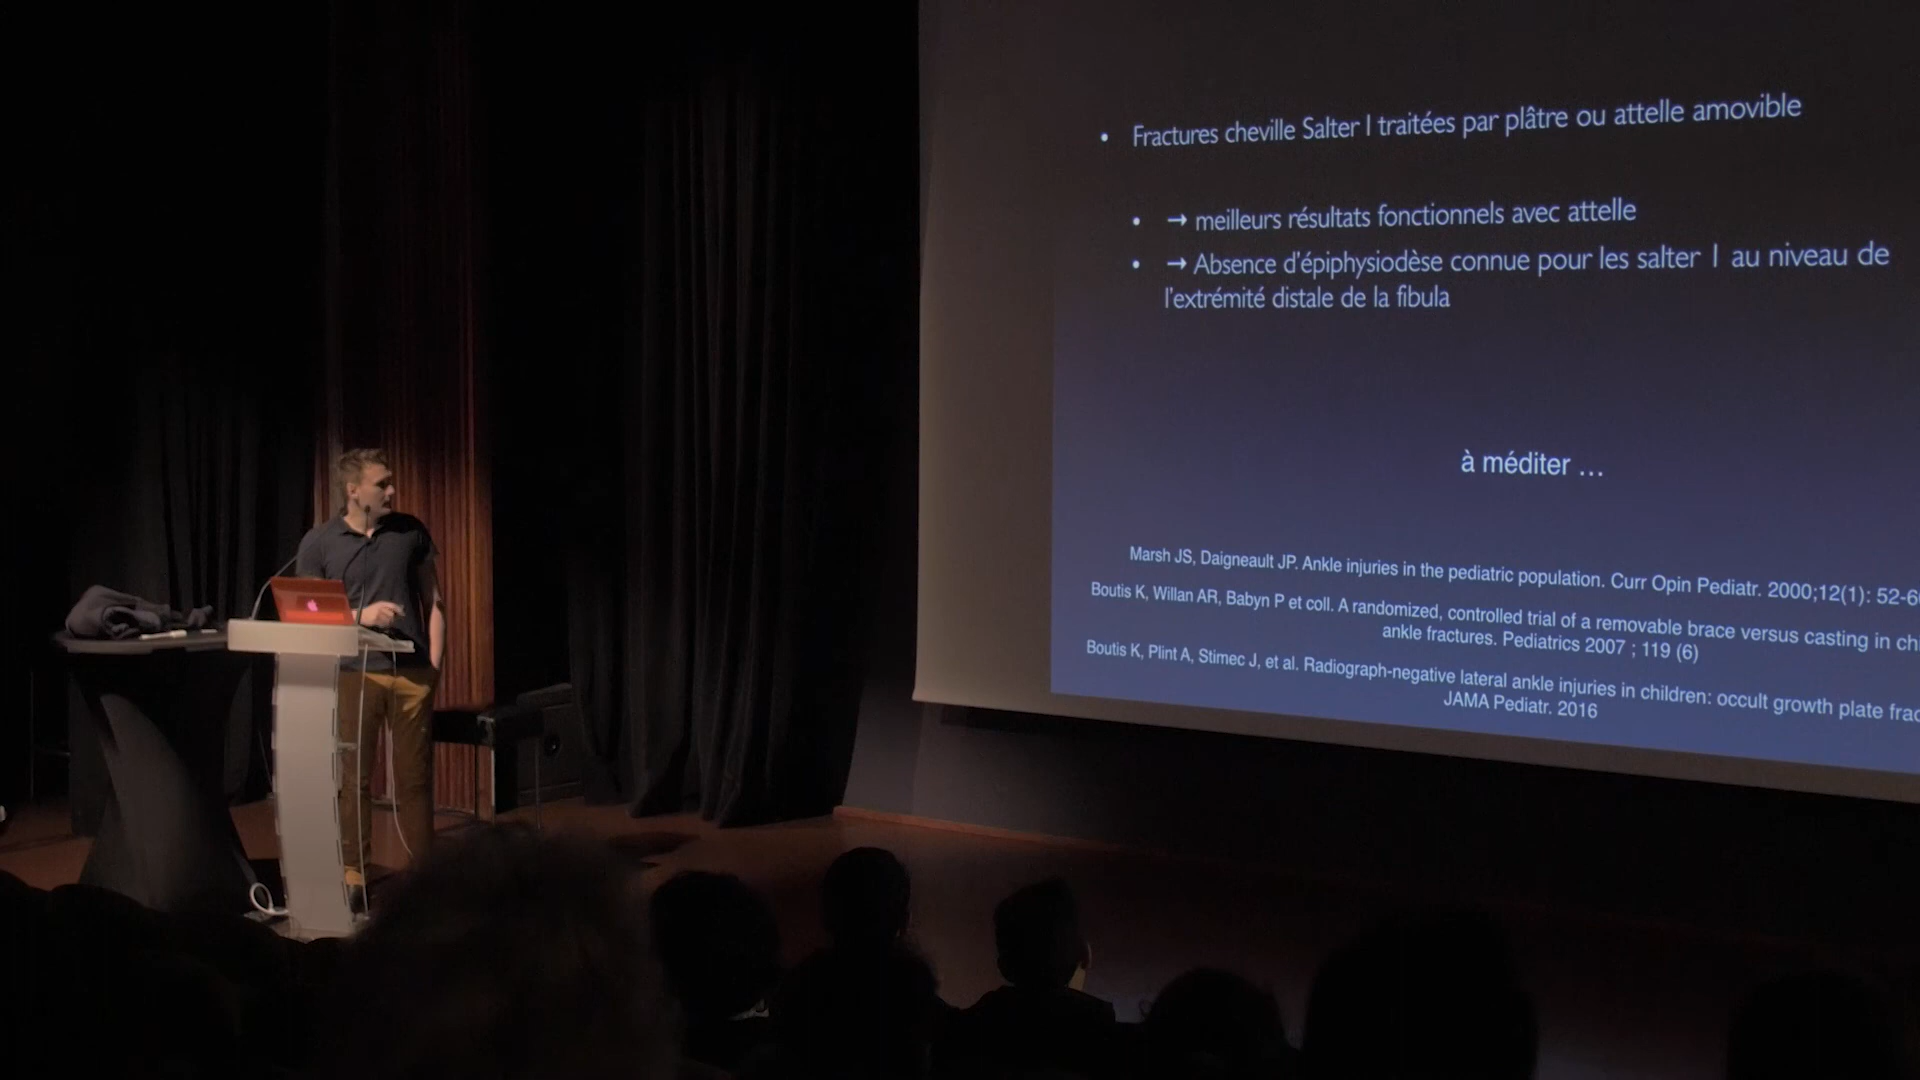 • Fractures cheville Salter I traitées par plâtre ou attelle amovible
• → meilleurs résultats fonctionnels avec attelle
• → Absence d'épiphysiodèse connue pour les salter I au niveau de
l'extrémité distale de la fibula
à méditer ...
Marsh JS, Daigneault JP. Ankle injuries in the pediatric population. Curr Opin Pediatr. 2000;12(1): 52-6
Boutis K, Willan AR, Babyn P et coll. A randomized, controlled trial of a removable brace versus casting in
ankle fractures. Pediatrics 2007 ; 119 (6)
Boutis K, Plint A, Stimec J, et al. Radiograph-negative lateral ankle injuries in children: occult growth plate
JAMA Pediatr. 2016